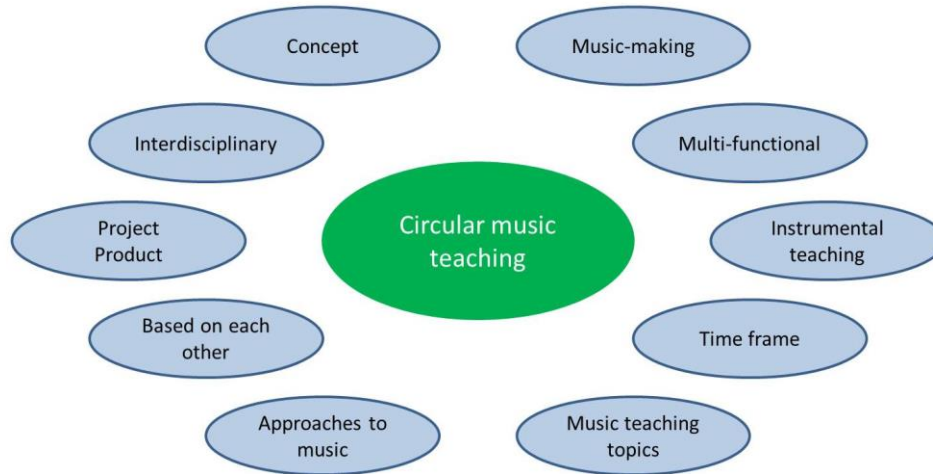 Concept
Music-making
Interdisciplinary
Multi-functional
Project
Product
Circular music
teaching
Instrumental
teaching
Based on each
other
Time frame
Approaches to
music
Music teaching
topics